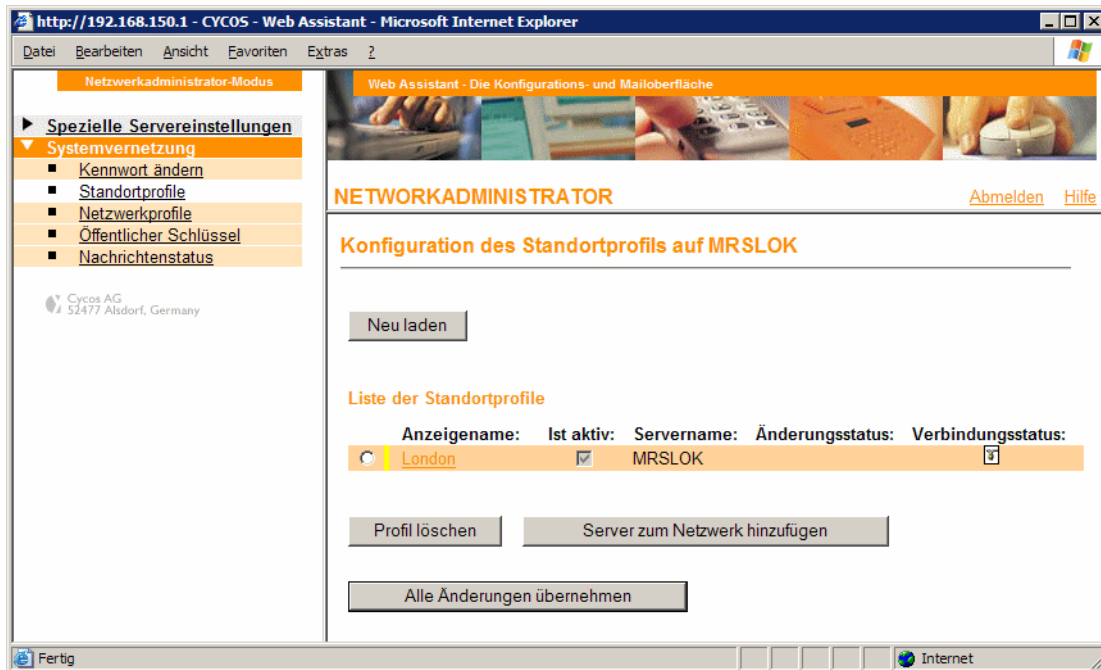 http://192.168.150.1 - CYCOS - Web Assistant - Microsoft Internet Explorer
Datei Bearbeiten Ansicht Favoriten Extras ?
Netzwerkadministrator-Modus
Spezielle Servereinstellungen
Systemvernetzung
Kennwort ändern
Standortprofile
Netzwerkprofile
Öffentlicher Schlüssel
Nachrichtenstatus
Cycos AG
52477 Alsdorf, Germany
Web Assistant - Die Konfigurations- und Mailoberfläche
NETWORKADMINISTRATOR Abmelden Hilfe
Konfiguration des Standortprofils auf MRSLOK
Neu laden
Liste der Standortprofile
Anzeigename: Ist aktiv: Servername: Änderungsstatus: Verbindungsstatus:
London MRSLOK
Profil löschen Server zum Netzwerk hinzufügen
Alle Änderungen übernehmen
Fertig Internet